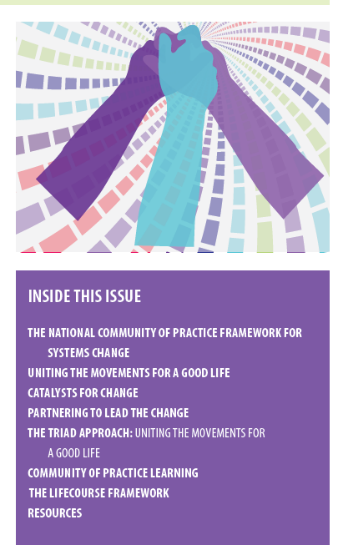 INSIDE THIS ISSUE
THE NATIONAL COMMUNITY OF PRACTICE FRAMEWORK FOR
SYSTEMS CHANGE
UNITING THE MOVEMENTS FOR A GOOD LIFE
CATALYSTS FOR CHANGE
PARTNERING TO LEAD THE CHANGE
THE TRIAD APPROACH: UNITING THE MOVEMENTS FOR
A GOOD LIFE
COMMUNITY OF PRACTICE LEARNING
THE LIFECOURSE FRAMEWORK
RESOURCES